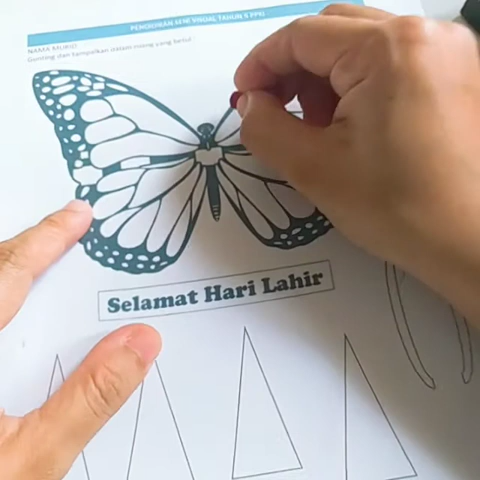 PENDIDIKAN SENI VISUAL TAHUN 5 PPKI
NAMA MURID
Gunting dan tampalkan dalam ruang yang betul.
Selamat Hari Lahir